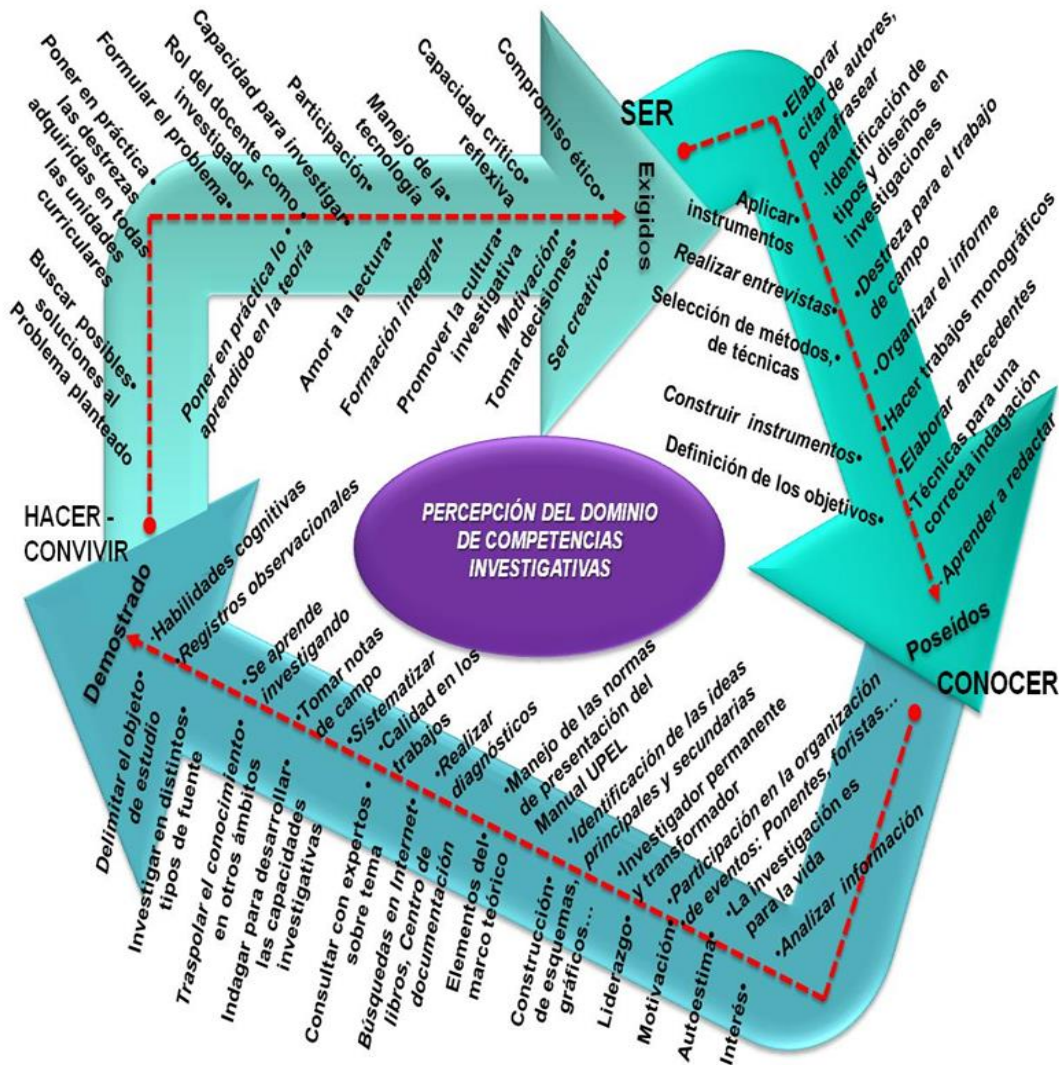 Poner en práctica•
las destrezas
adquiridas en todas
las unidades
curriculares
Buscar posibles•
soluciones al
Problema planteado
Formular el problema•
Rol del docente como•
investigador
Capacidad para investigar•
Participación•
Manejo de la•
tecnología
Capacidad crítico•
reflexiva
Compromiso ético•
Poner en práctica lo•
aprendido en la teoría
Amor a la lectura•
Formación integral•
Promover la cultura•
investigativa
Motivación•
Tomar decisiones•
Ser creativo•
SER
Exigidos
•Elaborar
citar de autores,
parafrasear
•Identificación de
tipos y diseños en
investigaciones
•Destreza para el trabajo
de campo
•Organizar el informe
•Hacer trabajos monográficos
•Elaborar antecedentes
•Técnicas para una
correcta indagación
•Aprender a redactar
Aplicar•
instrumentos
Realizar entrevistas•
Selección de métodos,•
de técnicas
Construir instrumentos•
Definición de los objetivos•
Poseídos
CONOCER
PERCEPCIÓN DEL DOMINIO
DE COMPETENCIAS
INVESTIGATIVAS
HACER -
CONVIVIR
Demostrado
•Habilidades cognitivas
•Registros observacionales
•Se aprende
investigando
•Tomar notas
de campo
•Sistematizar
•Calidad en los
trabajos
•Realizar
diagnósticos
•Manejo de las normas
de presentación del
Manual UPEL
•Identificación de las ideas
principales y secundarias
•Investigador permanente
y transformador
•Participación en la organización
de eventos: Ponentes, foristas…
•La investigación es
para la vida
•Analizar información
Delimitar el objeto•
de estudio
Investigar en distintos•
tipos de fuente
Traspolar el conocimiento•
en otros ámbitos
Indagar para desarrollar•
las capacidades
investigativas
Consultar con expertos •
sobre tema
Búsquedas en Internet•
libros, Centro de
documentación
Elementos del•
marco teórico
Construcción•
de esquemas,
gráficos…
Liderazgo•
Motivación•
Autoestima•
Interés•